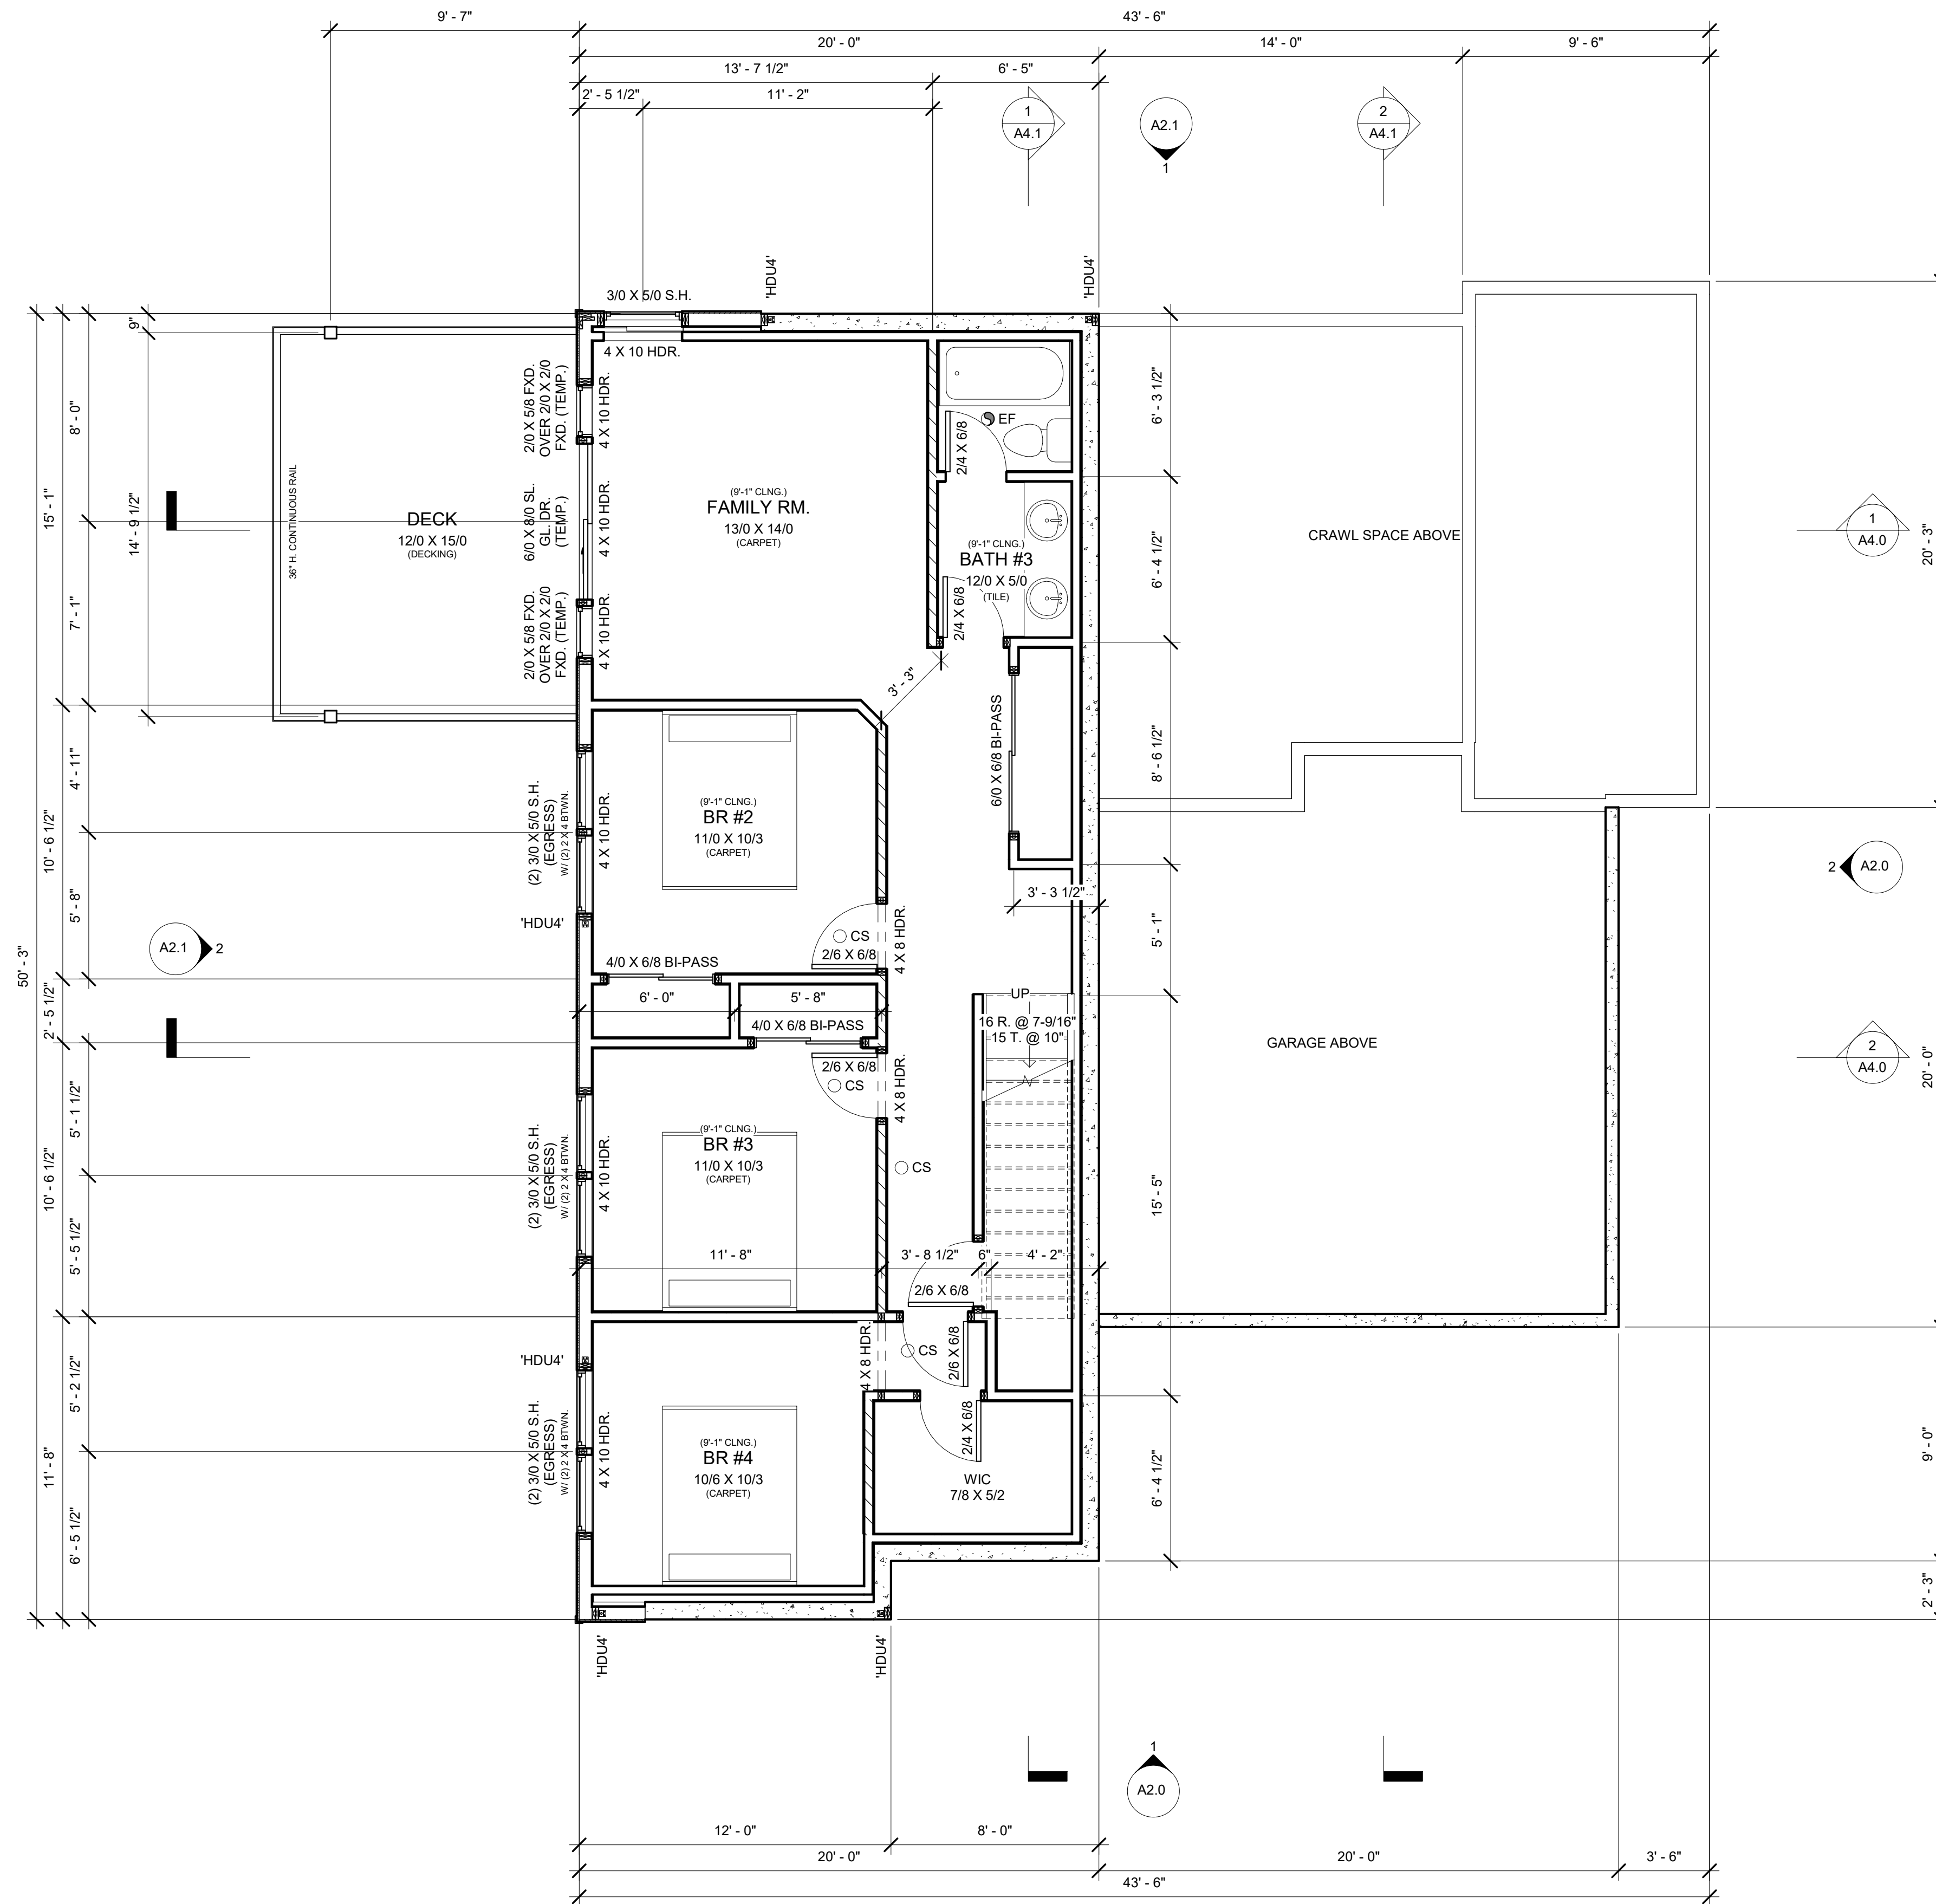 9' - 7"
43' - 6"
20' - 0"
14' - 0"
9' - 6"
13' - 7 1/2"
6' - 5"
2' - 5 1/2"
11' - 2"
1
A4.1
A2.1
1
2
A4.1
'HDU4'
'HDU4'
3/0 X 5/0 S.H.
4 X 10 HDR.
9"
14' - 9 1/2"
8' - 0"
7' - 1"
15' - 1"
50' - 3"
36" H. CONTINUOUS RAIL
DECK
12/0 X 15/0
(DECKING)
2/0 X 5/8 FXD.
OVER 2/0 X 2/0
FXD. (TEMP.)
4 X 10 HDR.
6/0 X 8/0 SL.
GL. DR.
(TEMP.)
4 X 10 HDR.
2/0 X 5/8 FXD.
OVER 2/0 X 2/0
FXD. (TEMP.)
4 X 10 HDR.
(9'-1" CLNG.)
FAMILY RM.
13/0 X 14/0
(CARPET)
EF
2/4 X 6/8
(9'-1" CLNG.)
BATH #3
12/0 X 5/0
(TILE)
2/4 X 6/8
6' - 3 1/2"
6' - 4 1/2"
8' - 6 1/2"
CRAWL SPACE ABOVE
1
A4.0
20' - 3"
3' - 3"
6/0 X 6/8 BI-PASS
4' - 11"
10' - 6 1/2"
5' - 8"
(2) 3/0 X 5/0 S.H.
(EGRESS)
W/ (2) 2 X 4 BTWN.
4 X 10 HDR.
(9'-1" CLNG.)
BR #2
11/0 X 10/3
(CARPET)
3' - 3 1/2"
2
A2.0
A2.1
2
'HDU4'
CS
2/6 X 6/8
4 X 8 HDR.
5' - 1"
4/0 X 6/8 BI-PASS
6' - 0"
5' - 8"
4/0 X 6/8 BI-PASS
2' - 5 1/2"
UP
16 R. @ 7-9/16"
15 T. @ 10"
GARAGE ABOVE
2
A4.0
20' - 0"
2/6 X 6/8
CS
4 X 8 HDR.
5' - 1 1/2"
10' - 6 1/2"
5' - 5 1/2"
(2) 3/0 X 5/0 S.H.
(EGRESS)
W/ (2) 2 X 4 BTWN.
4 X 10 HDR.
(9'-1" CLNG.)
BR #3
11/0 X 10/3
(CARPET)
CS
15' - 5"
11' - 8"
3' - 8 1/2"
6"
4' - 2"
2/6 X 6/8
'HDU4'
4 X 8 HDR.
CS
2/6 X 6/8
5' - 2 1/2"
11' - 8"
6' - 5 1/2"
(2) 3/0 X 5/0 S.H.
(EGRESS)
W/ (2) 2 X 4 BTWN.
4 X 10 HDR.
(9'-1" CLNG.)
BR #4
10/6 X 10/3
(CARPET)
2/4 X 6/8
WIC
7/8 X 5/2
6' - 4 1/2"
9' - 0"
2' - 3"
'HDU4'
'HDU4'
1
A2.0
12' - 0"
8' - 0"
20' - 0"
20' - 0"
3' - 6"
43' - 6"